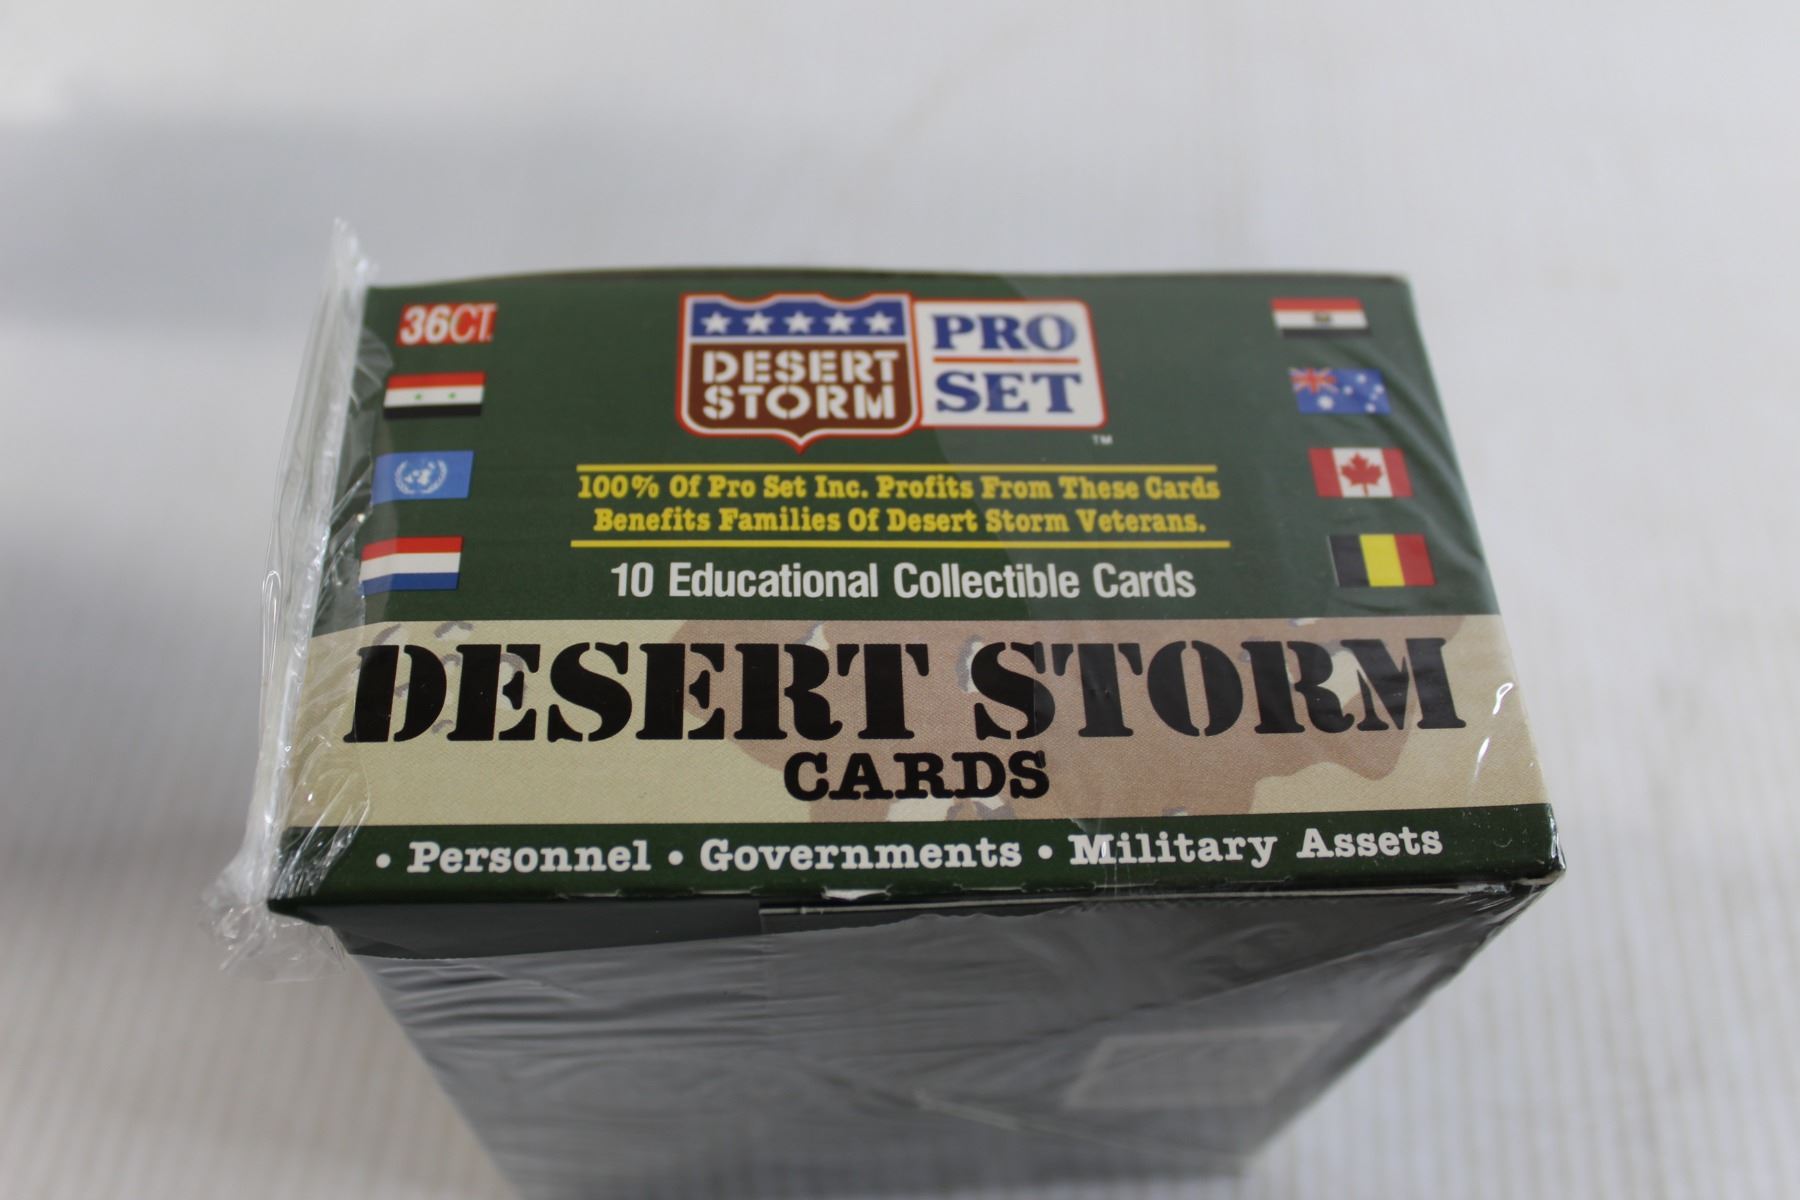 36CT.
DESERT
STORM
PRO
SET
TM
100% Of Pro Set Inc. Profits From These Cards
Benefits Families Of Desert Storm Veterans.
10 Educational Collectible Cards
DESERT STORM
CARDS
• Personnel • Governments • Military Assets